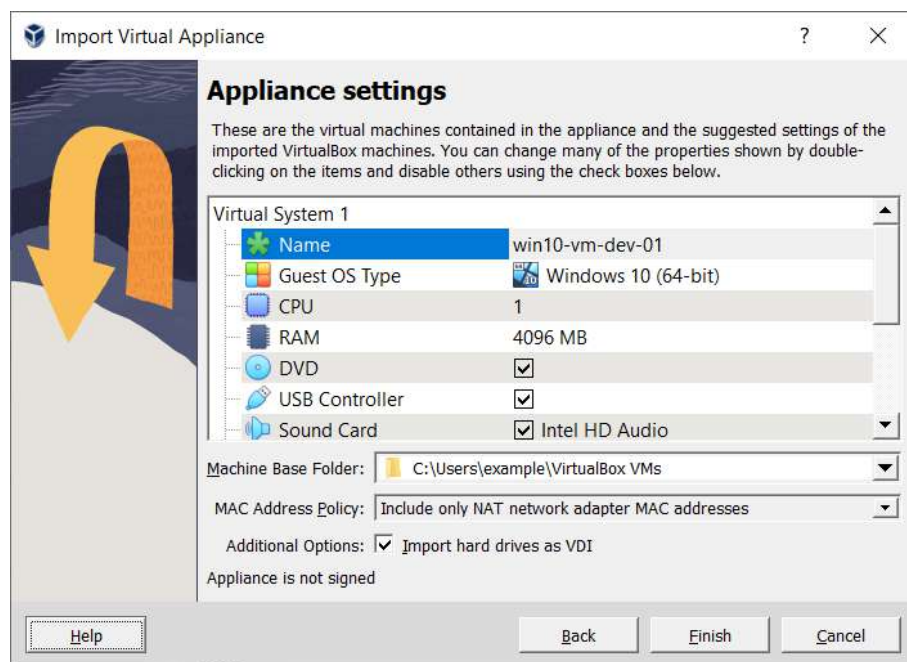 Import Virtual Appliance
?
Appliance settings
These are the virtual machines contained in the appliance and the suggested settings of the
imported VirtualBox machines. You can change many of the properties shown by double-
clicking on the items and disable others using the check boxes below.
Virtual System 1
Name win10-vm-dev-01
Guest OS Type Windows 10 (64-bit)
CPU 1
RAM 4096 MB
DVD
USB Controller
Sound Card Intel HD Audio
Machine Base Folder: C:\Users\example\VirtualBox VMs
MAC Address Policy: Include only NAT network adapter MAC addresses
Additional Options: Import hard drives as VDI
Appliance is not signed
Help Back Finish Cancel